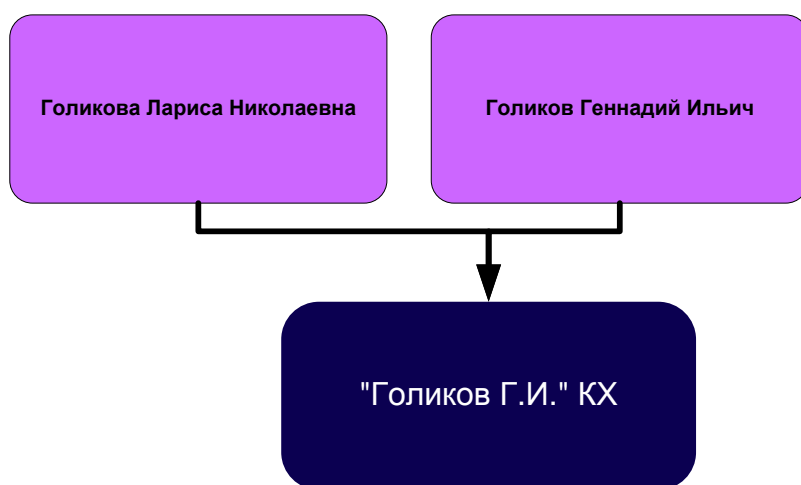 Голикова Лариса Николаевна
Голиков Геннадий Ильич
"Голиков Г.И." КХ